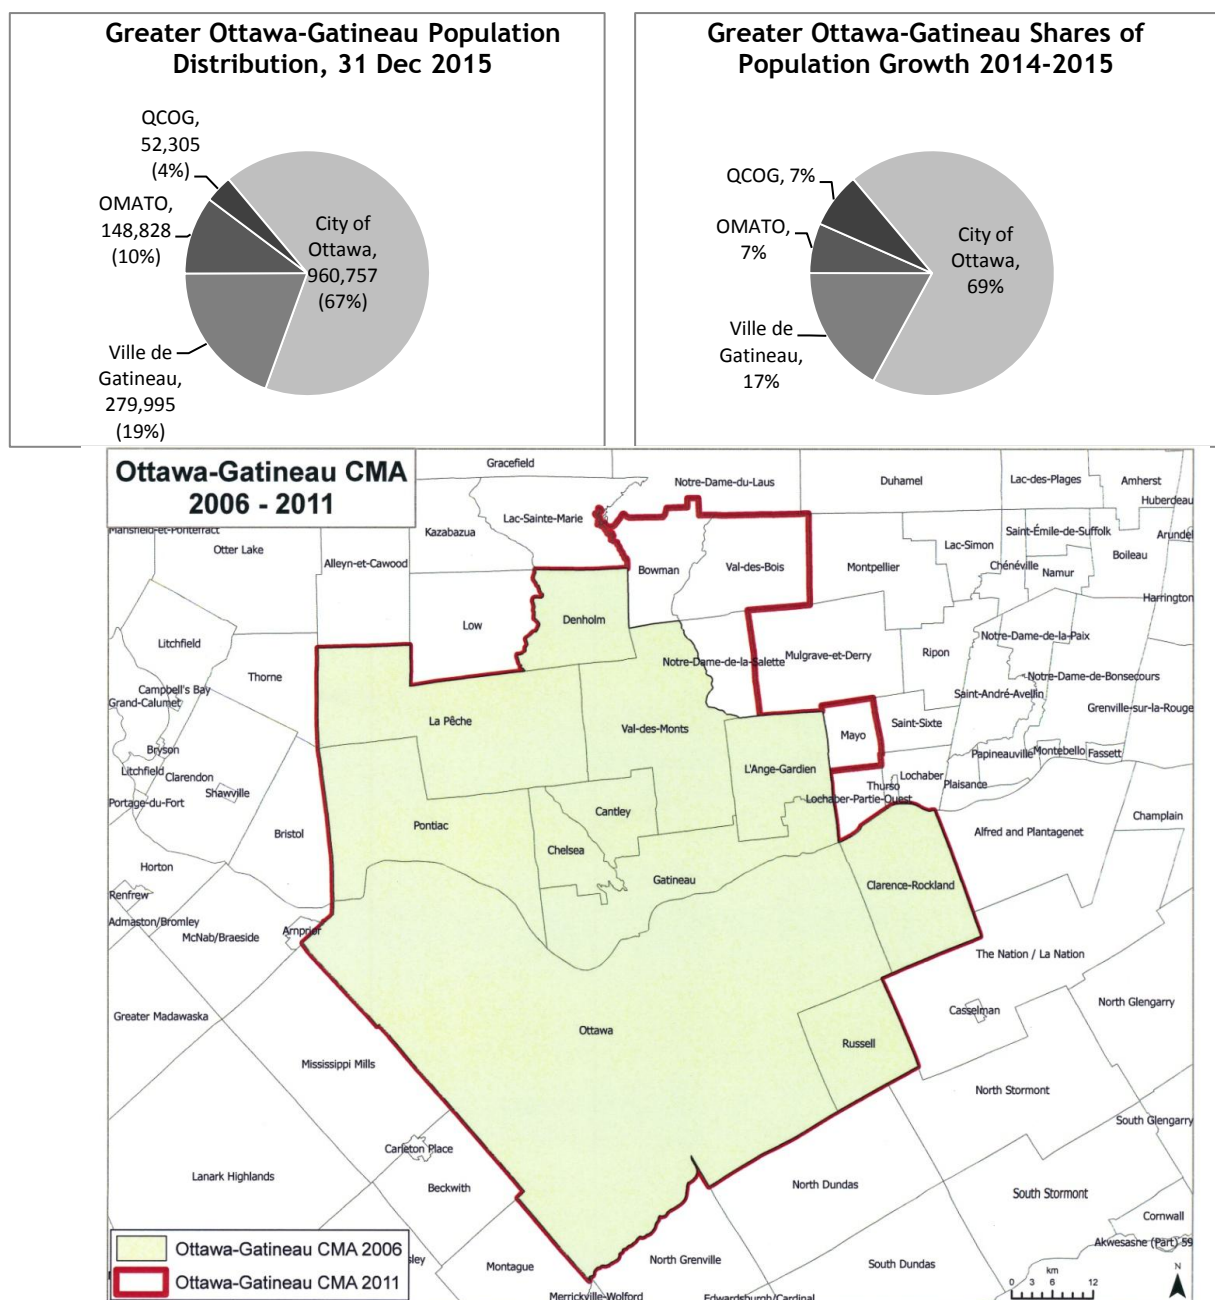 Greater Ottawa-Gatineau Population
Distribution, 31 Dec 2015
QCOG,
52,305
(4%)
OMATO,
148,828
(10%)
City of
Ottawa,
960,757
(67%)
Ville de
Gatineau,
279,995
(19%)
Greater Ottawa-Gatineau Shares of
Population Growth 2014-2015
QCOG, 7%
OMATO,
7%
City of
Ottawa,
69%
Ville de
Gatineau,
17%
Ottawa-Gatineau CMA
2006 - 2011
Gracefield
Notre-Dame-du-Laus
Duhamel
Lac-des-Plages
Amherst
Huberdeau
Lac-Sainte-Marie
Kazabazua
Mansfield-et-Pontefract
Otter Lake
Alleyn-et-Cawood
Bowman
Val-des-Bois
Montpellier
Lac-Simon
Saint-Émile-de-Suffolk
Arundel
Boileau
Chénéville
Namur
Harrington
Low
Denholm
Litchfield
Thorne
Notre-Dame-de-la-Salette
Mulgrave-et-Derry
Ripon
Notre-Dame-de-la-Paix
Notre-Dame-de-Bonsecours
Campbell's Bay
Grand-Calumet
Saint-André-Avellin
Grenville-sur-la-Rouge
La Pêche
Val-des-Monts
Mayo
Saint-Sixte
Bryson
Litchfield
Clarendon
Papineauville
Montebello
Fassett
L'Ange-Gardien
Lochaber
Thurso
Plaisance
Lochaber-Partie-Ouest
Shawville
Portage-du-Fort
Bristol
Pontiac
Cantley
Chelsea
Alfred and Plantagenet
Champlain
Horton
Gatineau
Clarence-Rockland
Renfrew
Admaston/Bromley
McNab/Braeside
Arnprior
The Nation / La Nation
Casselman
North Glengarry
Greater Madawaska
Ottawa
Russell
Mississippi Mills
North Stormont
South Glengarry
Carleton Place
Lanark Highlands
Beckwith
North Dundas
South Stormont
Cornwall
Akwesasne (Part) 59
North Grenville
South Dundas
Montague
sley
Merrickville-Wolford
Edwardsburgh/Cardinal
Ottawa-Gatineau CMA 2006
Ottawa-Gatineau CMA 2011
km
0 3 6 12
N